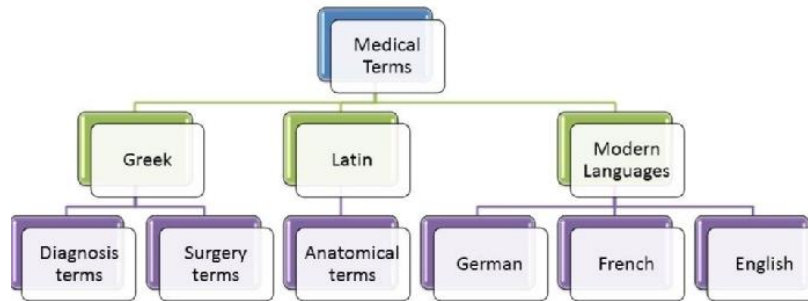 Medical
Terms
Greek
Latin
Modern
Languages
Diagnosis
terms
Surgery
terms
Anatomical
terms
German
French
English